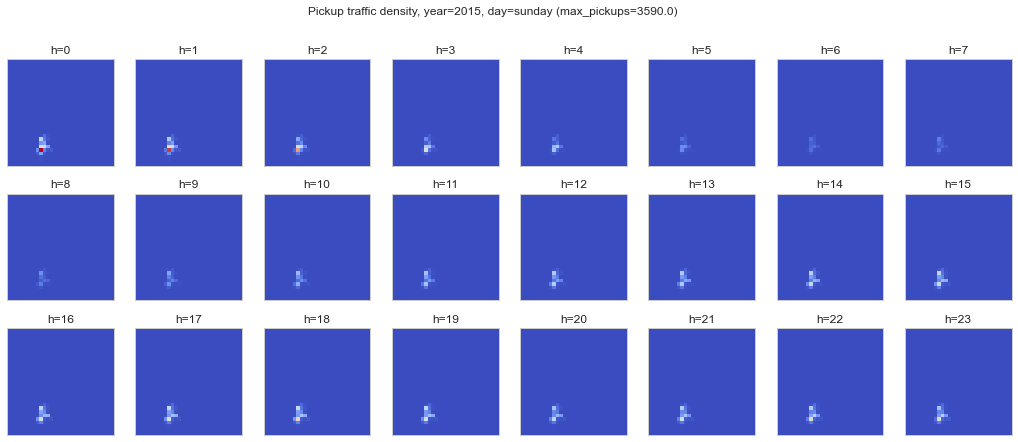 Pickup traffic density, year=2015, day=sunday (max_pickups=3590.0)
h=0 h=1 h=2 h=3 h=4 h=5 h=6 h=7
h=8 h=9 h=10 h=11 h=12 h=13 h=14 h=15
h=16 h=17 h=18 h=19 h=20 h=21 h=22 h=23